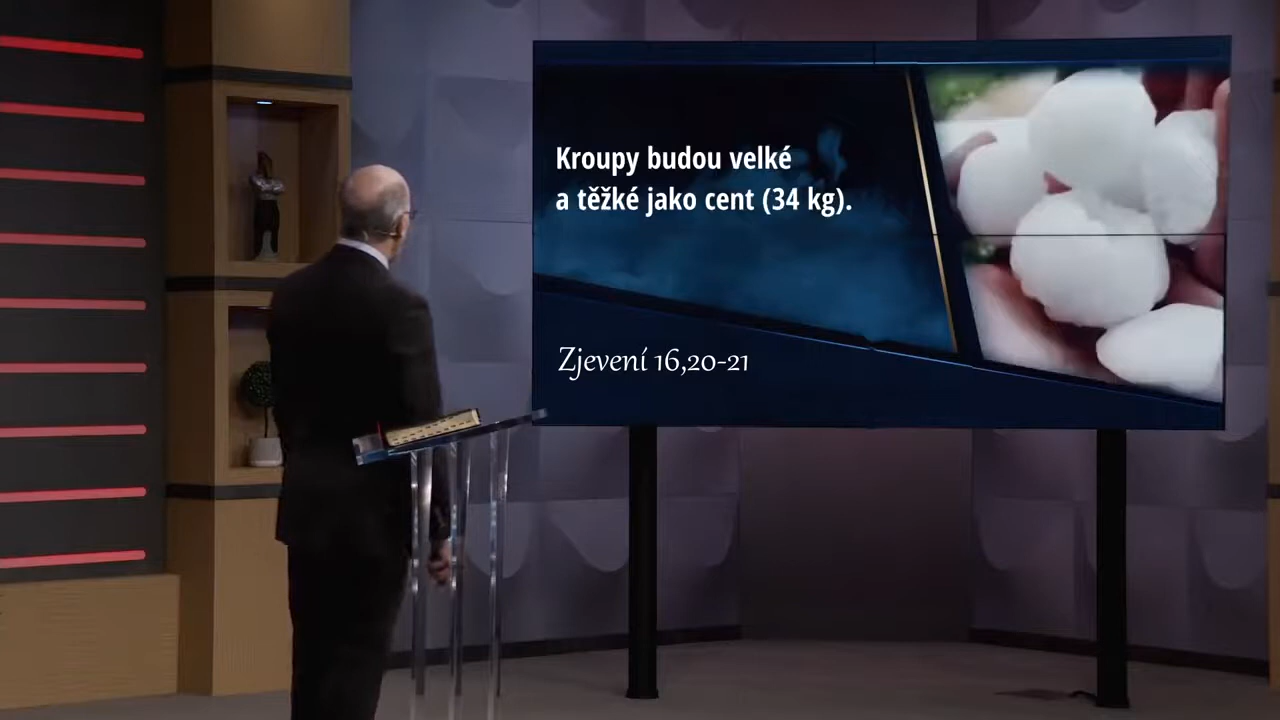 Kroupy budou velké
a těžké jako cent (34 kg).
Zjevení 16,20-21